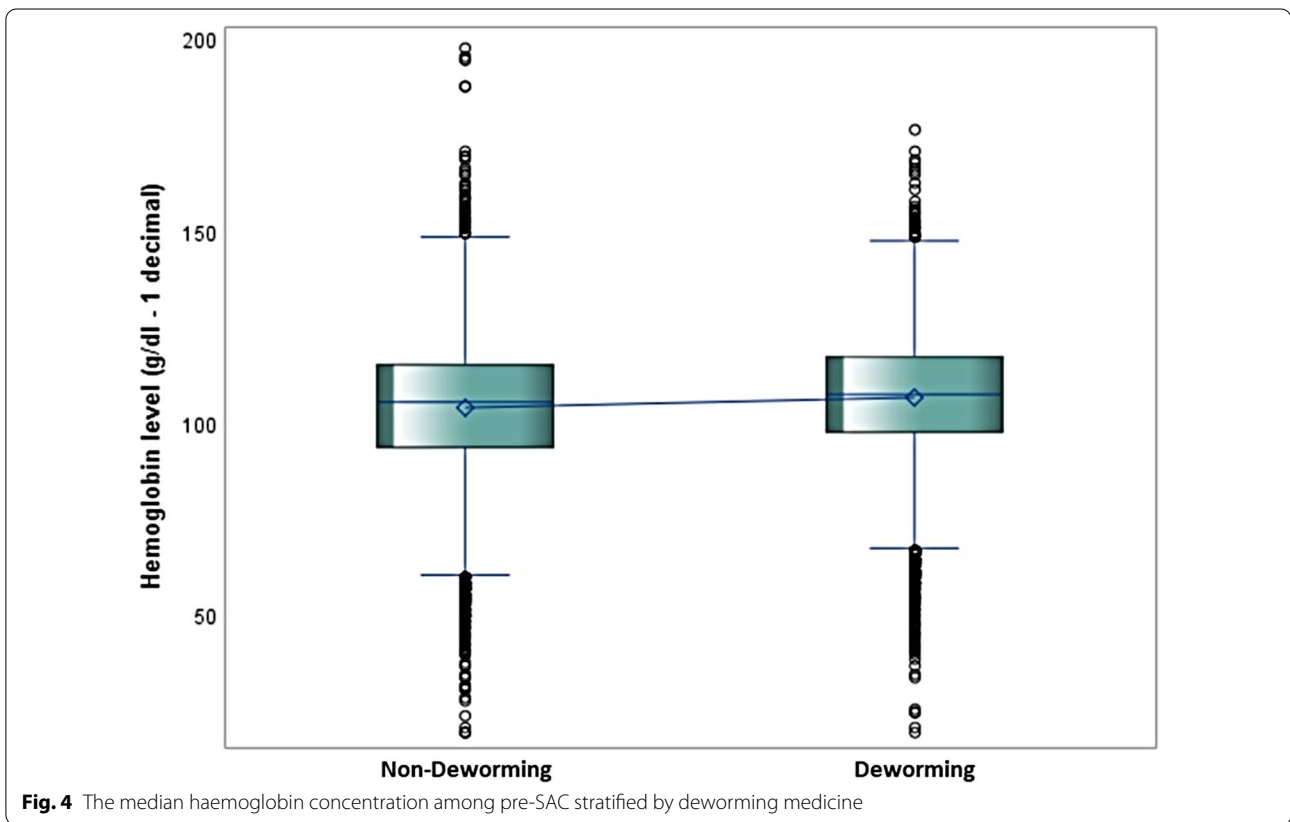 200
150
100
50
Hemoglobin level (g/dl - 1 decimal)
Non-Deworming Deworming
Fig. 4 The median haemoglobin concentration among pre-SAC stratified by deworming medicine